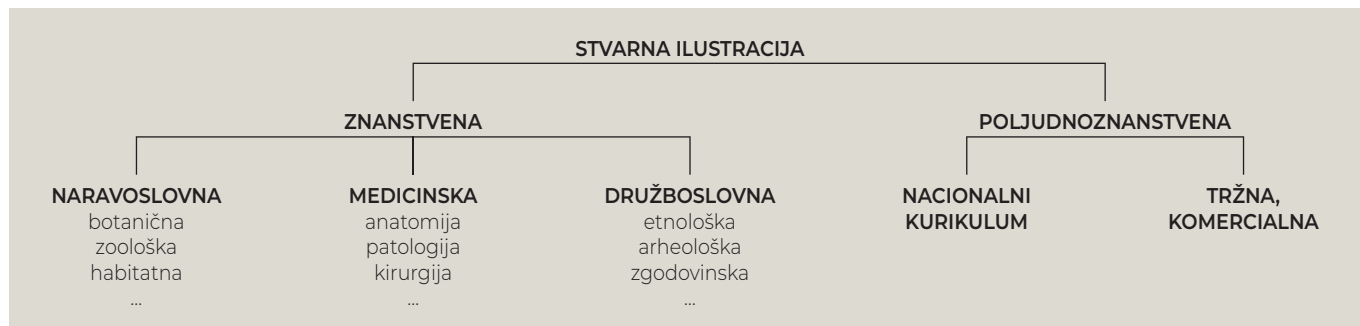 STVARNA ILUSTRACIJA
ZNANSTVENA
POLJUDNOZNANSTVENA
NARAVOSLOVNA
botanična
zoološka
habitatna
...
MEDICINSKA
anatomija
patologija
kirurgija
...
DRUŽBOSLOVNA
etnološka
arheološka
zgodovinska
...
NACIONALNI
KURIKULUM
TRŽNA,
KOMERCIALNA